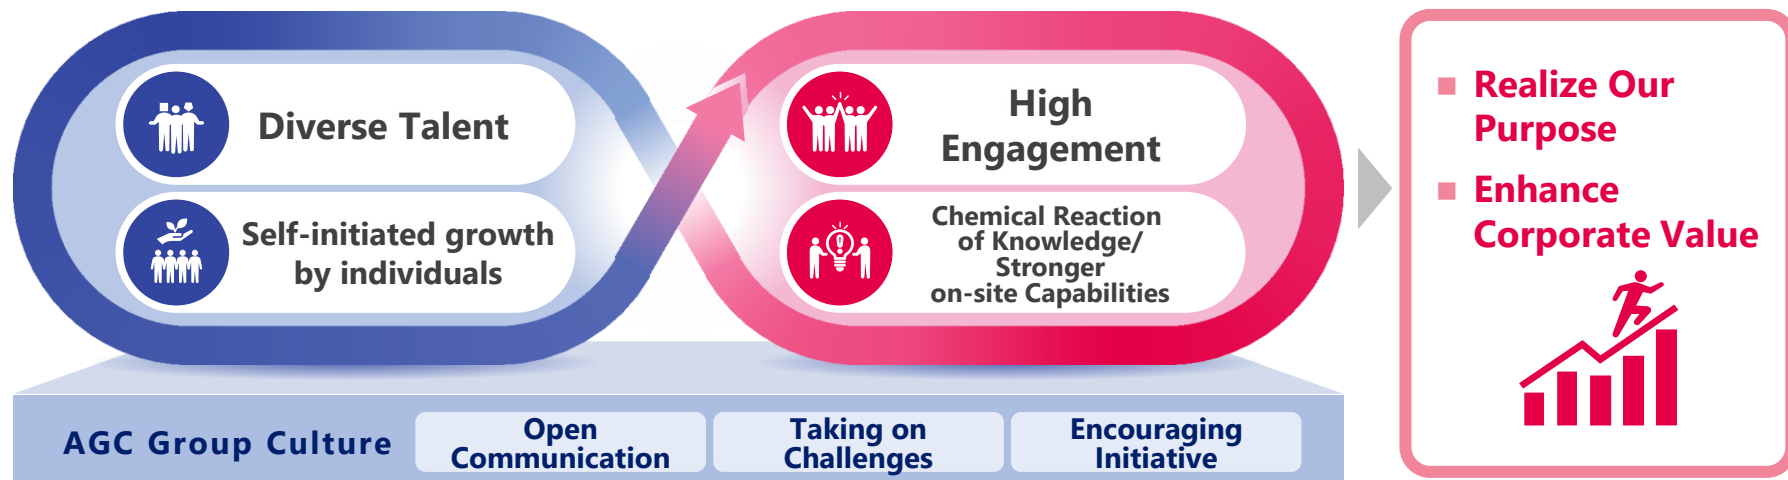 Diverse Talent
Self-initiated growth
by individuals
High
Engagement
Chemical Reaction
of Knowledge/
Stronger
on-site Capabilities
■ Realize Our
Purpose
■ Enhance
Corporate Value
AGC Group Culture
Open
Communication
Taking on
Challenges
Encouraging
Initiative